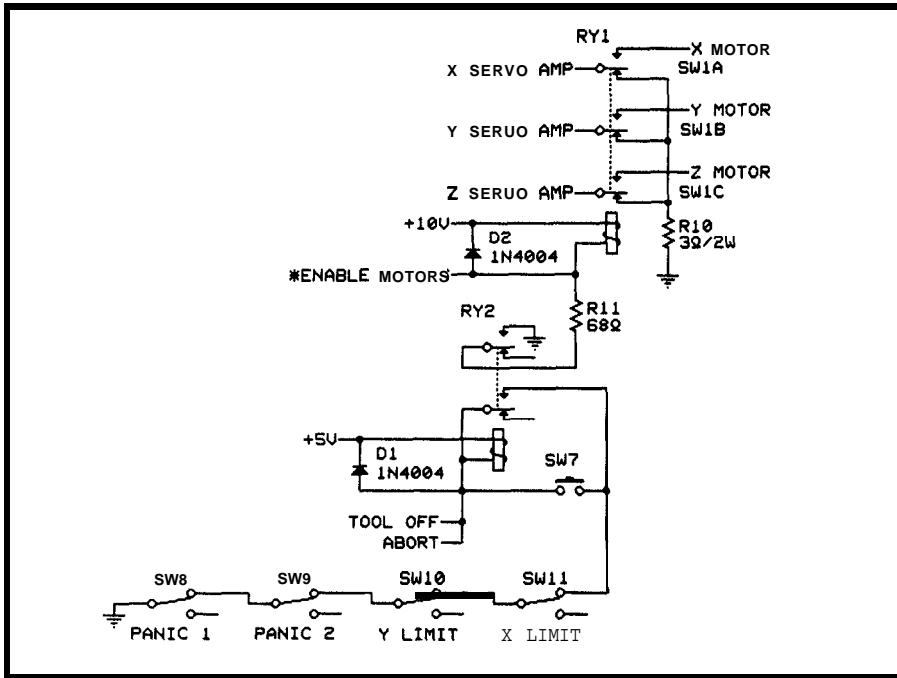 RY1
X MOTOR
X SERVO AMP
SW1A
Y MOTOR
Y SERUO AMP
SW1B
Z MOTOR
Z SERUO AMP
SW1C
+10V
R10
3Ω/2W
D2
1N4004
*ENABLE MOTORS
RY2
R11
68Ω
+5V
D1
1N4004
SW7
TOOL OFF
ABORT
SW8
SW9
SW10
SW11
PANIC 1
PANIC 2
Y LIMIT
X LIMIT